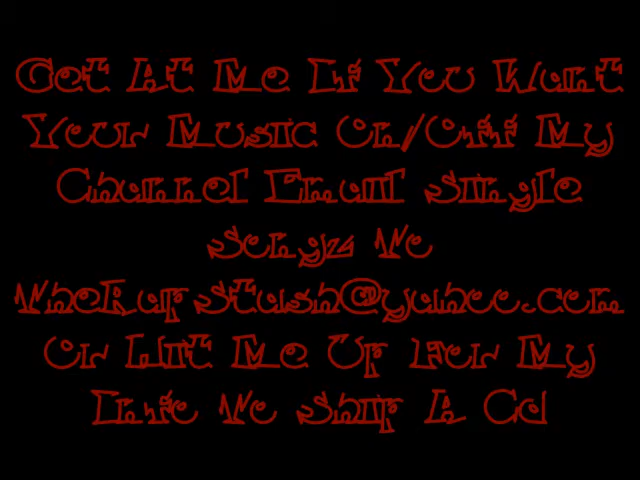 Get At Me If You Want
Your Music On/Off My
Channel Email Single
Songz To
TheRapStash@yahoo.com
Or Hit Me Up For My
Info To Ship A Cd